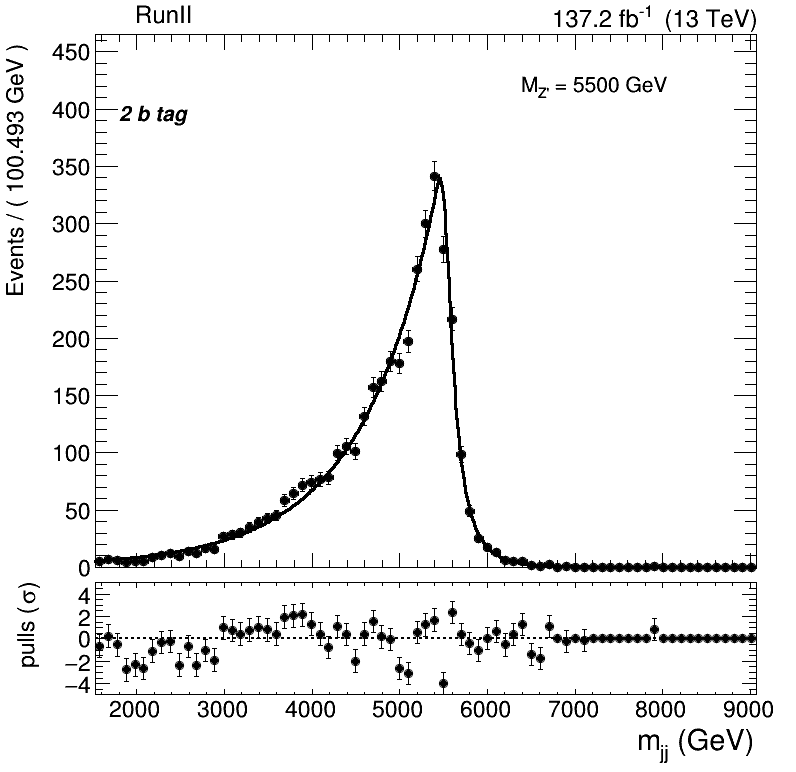 RunII 137.2 fb⁻¹ (13 TeV)
Events / ( 100.493 GeV )
450
400
350
300
250
200
150
100
50
0
2 b tag
M_Z' = 5500 GeV
pulls (σ)
4
2
0
−2
−4
2000 3000 4000 5000 6000 7000 8000 9000
m_jj (GeV)